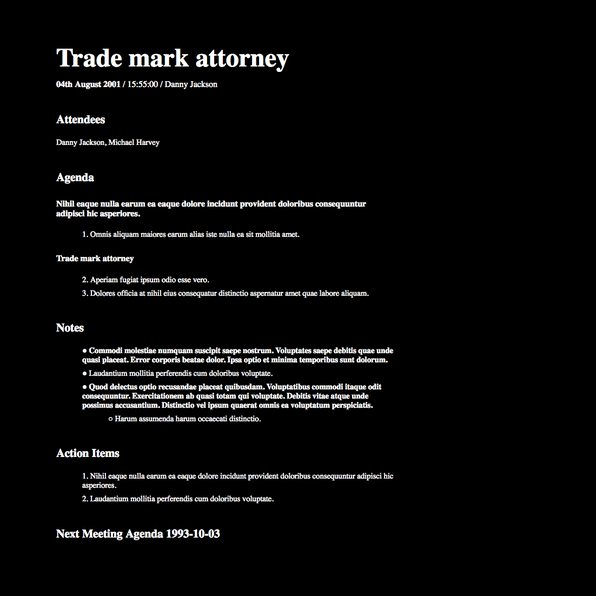 Trade mark attorney
04th August 2001 / 15:55:00 / Danny Jackson
Attendees
Danny Jackson, Michael Harvey
Agenda
Nihil eaque nulla earum ea eaque dolore incidunt provident doloribus consequuntur
adipisci hic asperiores.
1. Omnis aliquam maiores earum alias iste nulla ea sit mollitia amet.
Trade mark attorney
2. Aperiam fugiat ipsum odio esse vero.
3. Dolores officia at nihil eius consequatur distinctio aspernatur amet quae labore aliquam.
Notes
● Commodi molestiae numquam suscipit saepe nostrum. Voluptates saepe debitis quae unde
quasi placeat. Error corporis beatae dolor. Ipsa optio et minima temporibus sunt dolorum.
● Laudantium mollitia perferendis cum doloribus voluptate.
● Quod delectus optio recusandae placeat quibusdam. Voluptatibus commodi itaque odit
consequuntur. Exercitationem ab quasi totam qui voluptate. Debitis vitae atque unde
possimus accusantium. Distinctio vel ipsum quaerat omnis ea voluptatum perspiciatis.
○ Harum assumenda harum occaecati distinctio.
Action Items
1. Nihil eaque nulla earum ea eaque dolore incidunt provident doloribus consequuntur adipisci hic
asperiores.
2. Laudantium mollitia perferendis cum doloribus voluptate.
Next Meeting Agenda 1993-10-03